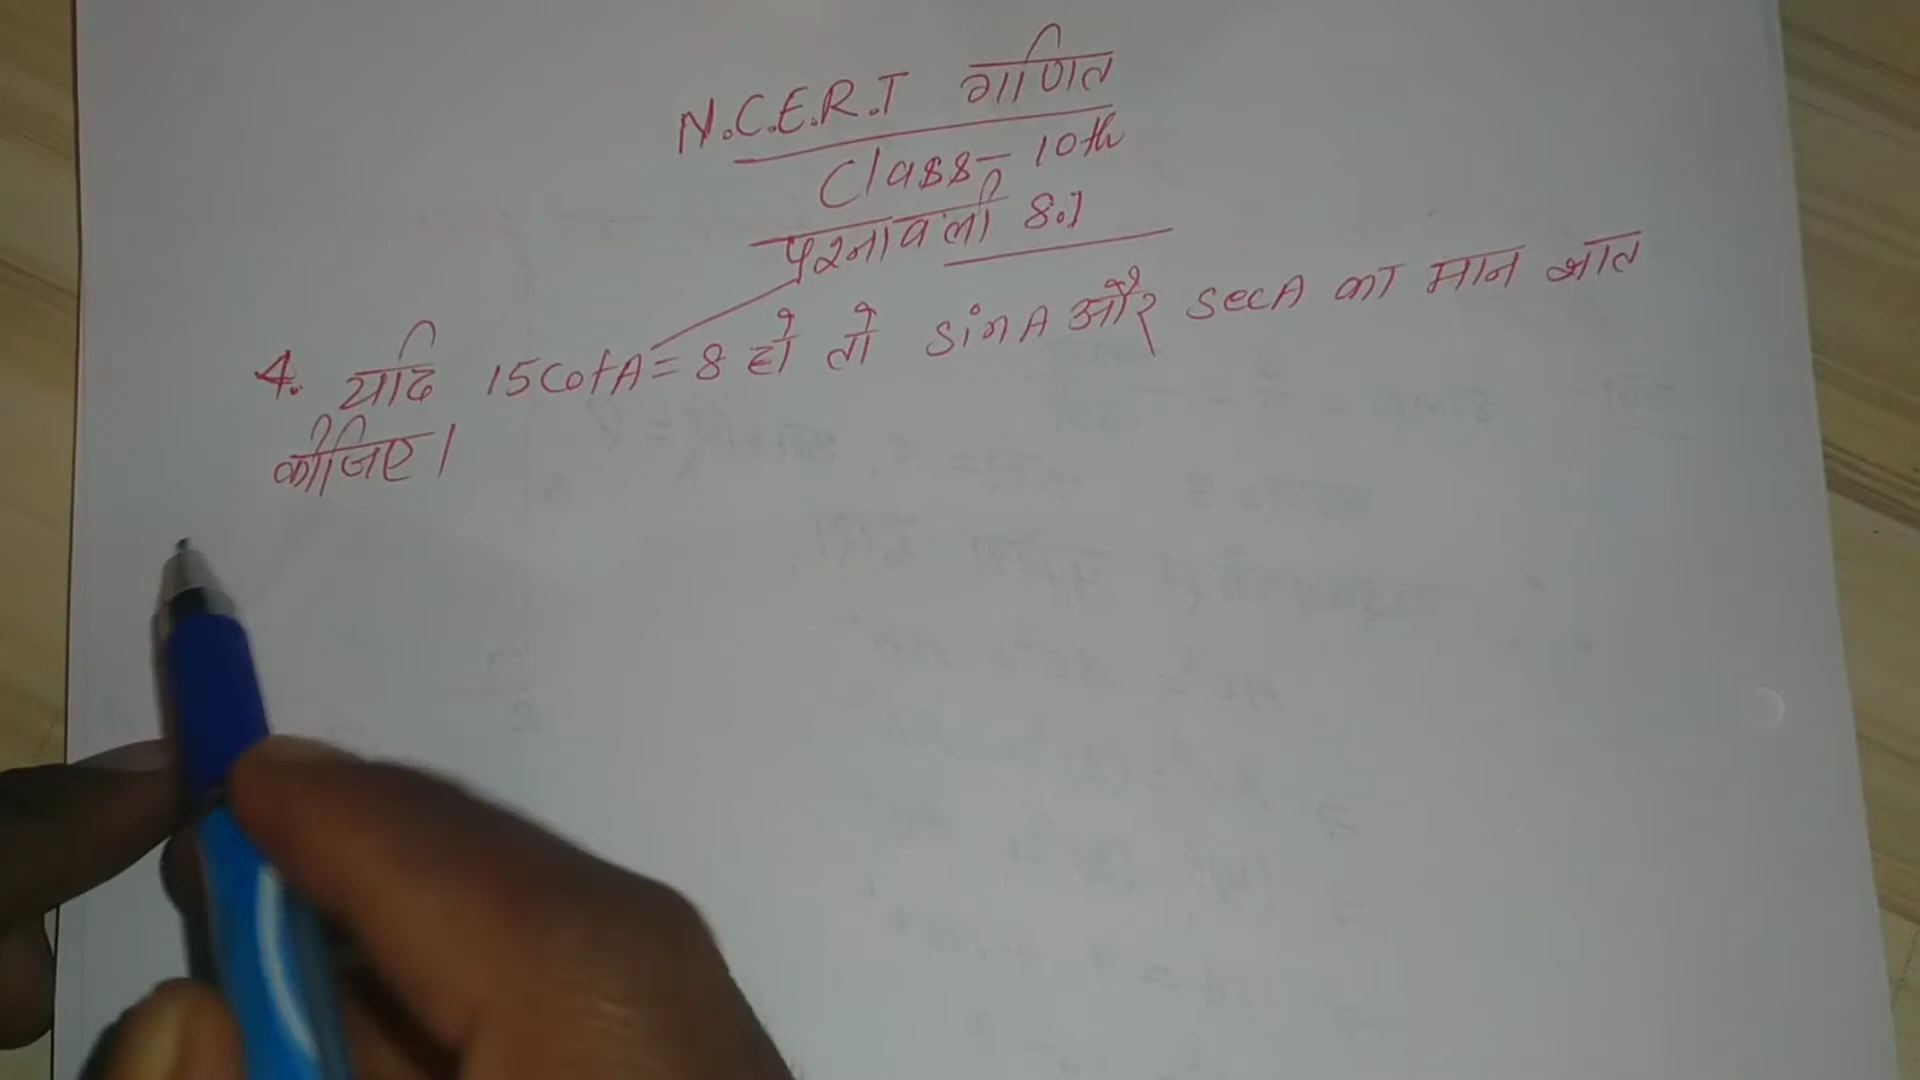 N.C.E.R.T गणित
Class- 10th
प्रश्नावली 8.1
4. यदि 15cotA=8 हो तो sinA और secA का मान ज्ञात
कीजिए।